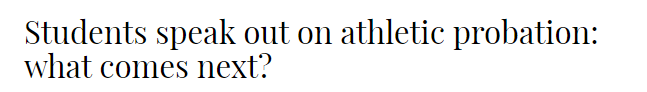 Students speak out on athletic probation:
what comes next?